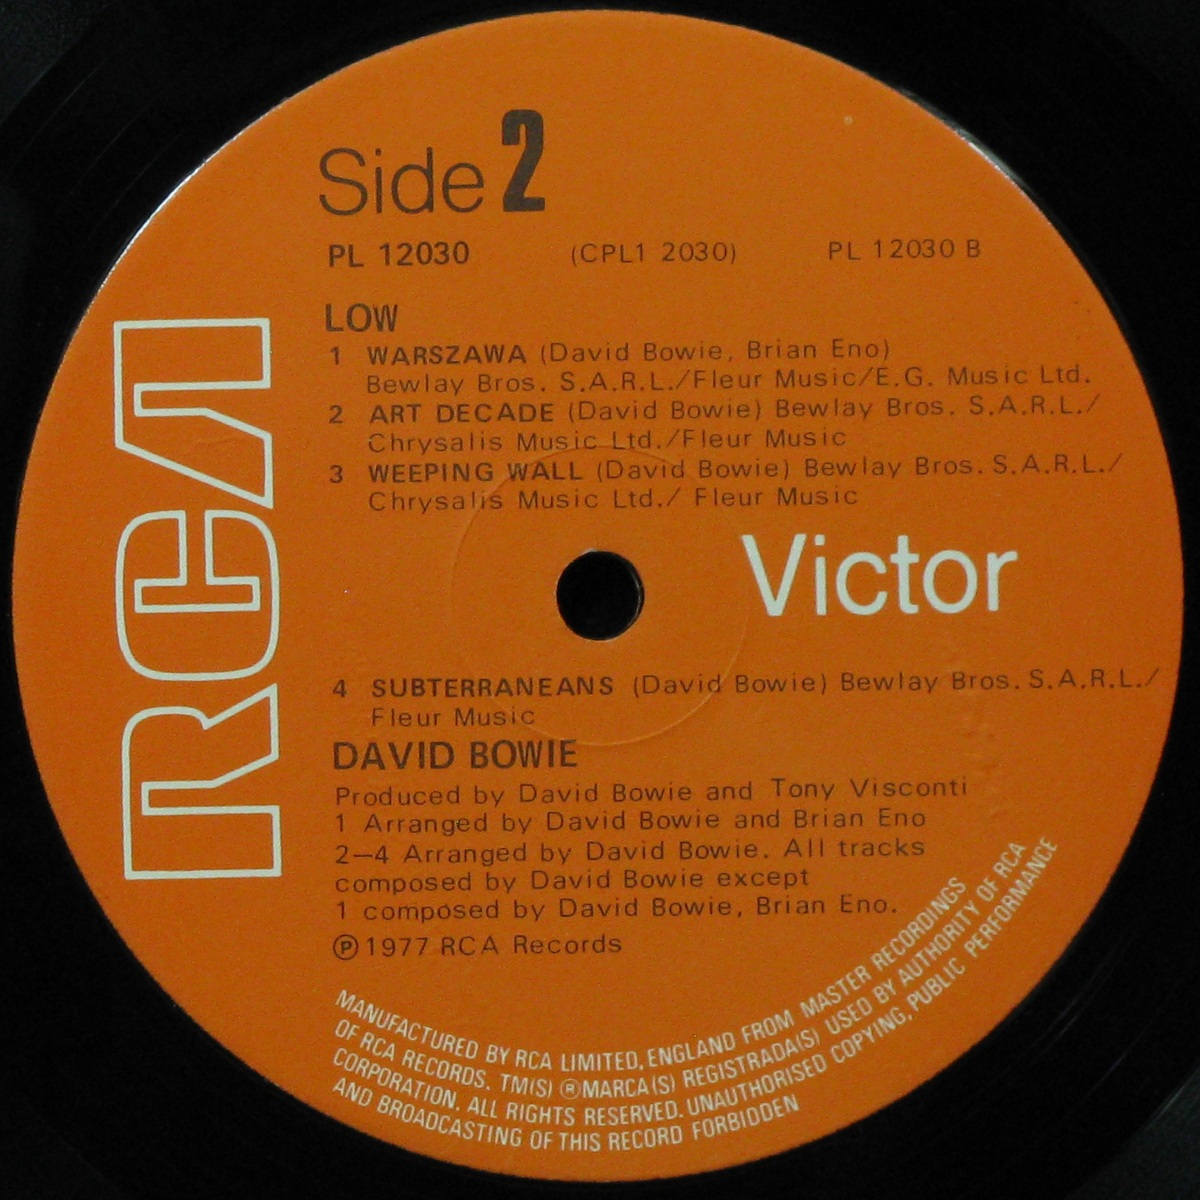 Side 2
PL 12030 (CPL1 2030) PL 12030 B
LOW
1 WARSZAWA (David Bowie, Brian Eno)
Bewlay Bros. S.A.R.L./Fleur Music/E.G. Music Ltd.
2 ART DECADE (David Bowie) Bewlay Bros. S.A.R.L./
Chrysalis Music Ltd./Fleur Music
3 WEEPING WALL (David Bowie) Bewlay Bros. S.A.R.L./
Chrysalis Music Ltd./ Fleur Music
RCA
Victor
4 SUBTERRANEANS (David Bowie) Bewlay Bros. S.A.R.L./
Fleur Music
DAVID BOWIE
Produced by David Bowie and Tony Visconti
1 Arranged by David Bowie and Brian Eno
2—4 Arranged by David Bowie. All tracks
composed by David Bowie except
1 composed by David Bowie, Brian Eno.
℗ 1977 RCA Records
MANUFACTURED BY RCA LIMITED, ENGLAND FROM MASTER RECORDINGS
OF RCA RECORDS. TM(S) ® MARCA(S) REGISTRADA(S) USED BY AUTHORITY OF RCA
CORPORATION. ALL RIGHTS RESERVED. UNAUTHORISED COPYING, PUBLIC PERFORMANCE
AND BROADCASTING OF THIS RECORD FORBIDDEN